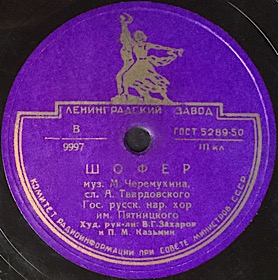 ЛЕНИНГРАДСКИЙ ЗАВОД
В ГОСТ 5289-50
9997 III кл
ШОФЕР
муз. М. Черемухина,
сл. А. Твардовского
Гос. русск. нар. хор
им. Пятницкого
Худ. рук-ли: В. Г. Захаров
и П. М. Казьмин
КОМИТЕТ РАДИОИНФОРМАЦИИ ПРИ СОВЕТЕ МИНИСТРОВ СССР